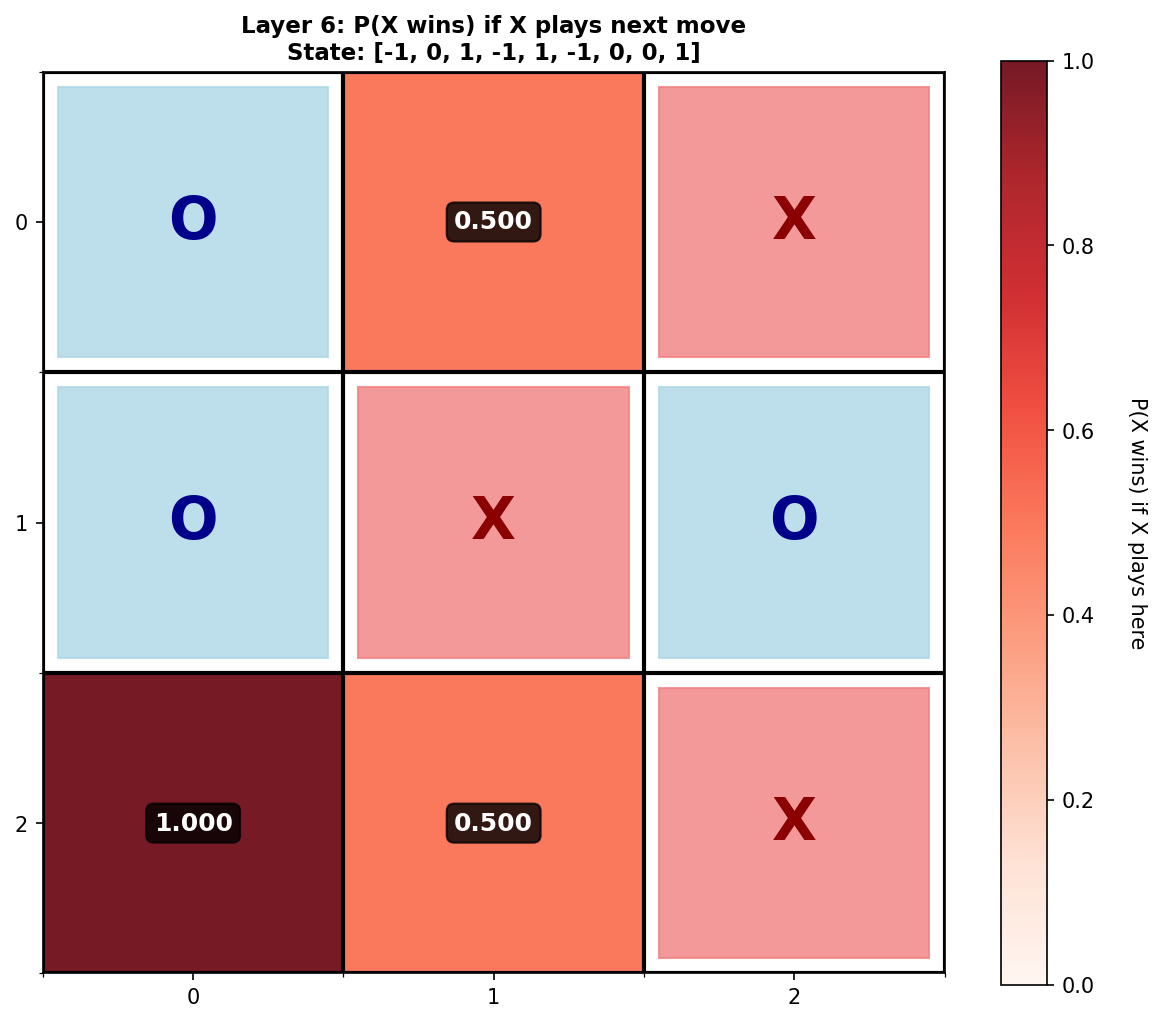 Layer 6: P(X wins) if X plays next move
State: [-1, 0, 1, -1, 1, -1, 0, 0, 1]
O
0.500
X
O
X
O
1.000
0.500
X
0
1
2
0
1
2
1.0
0.8
0.6
0.4
0.2
0.0
P(X wins) if X plays here